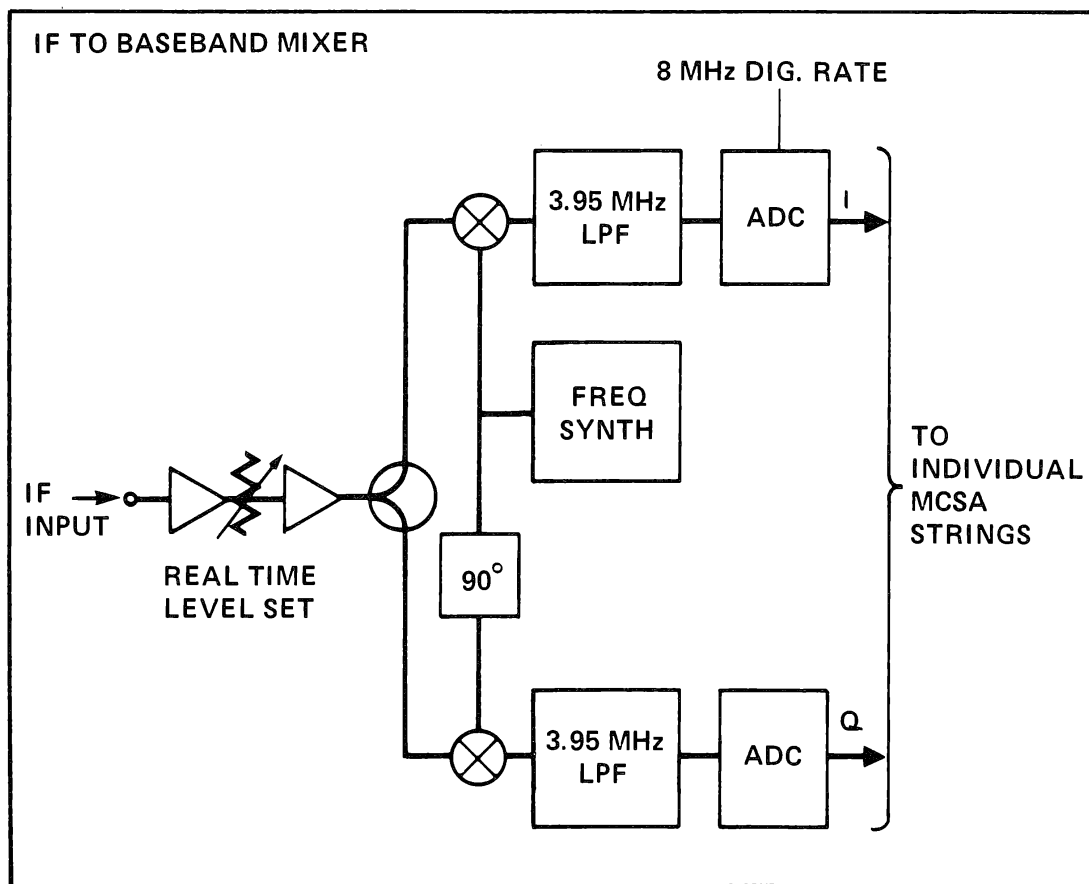 IF TO BASEBAND MIXER
8 MHz DIG. RATE
3.95 MHz
LPF
ADC
I
FREQ
SYNTH
IF
INPUT
REAL TIME
LEVEL SET
90°
TO
INDIVIDUAL
MCSA
STRINGS
3.95 MHz
LPF
ADC
Q